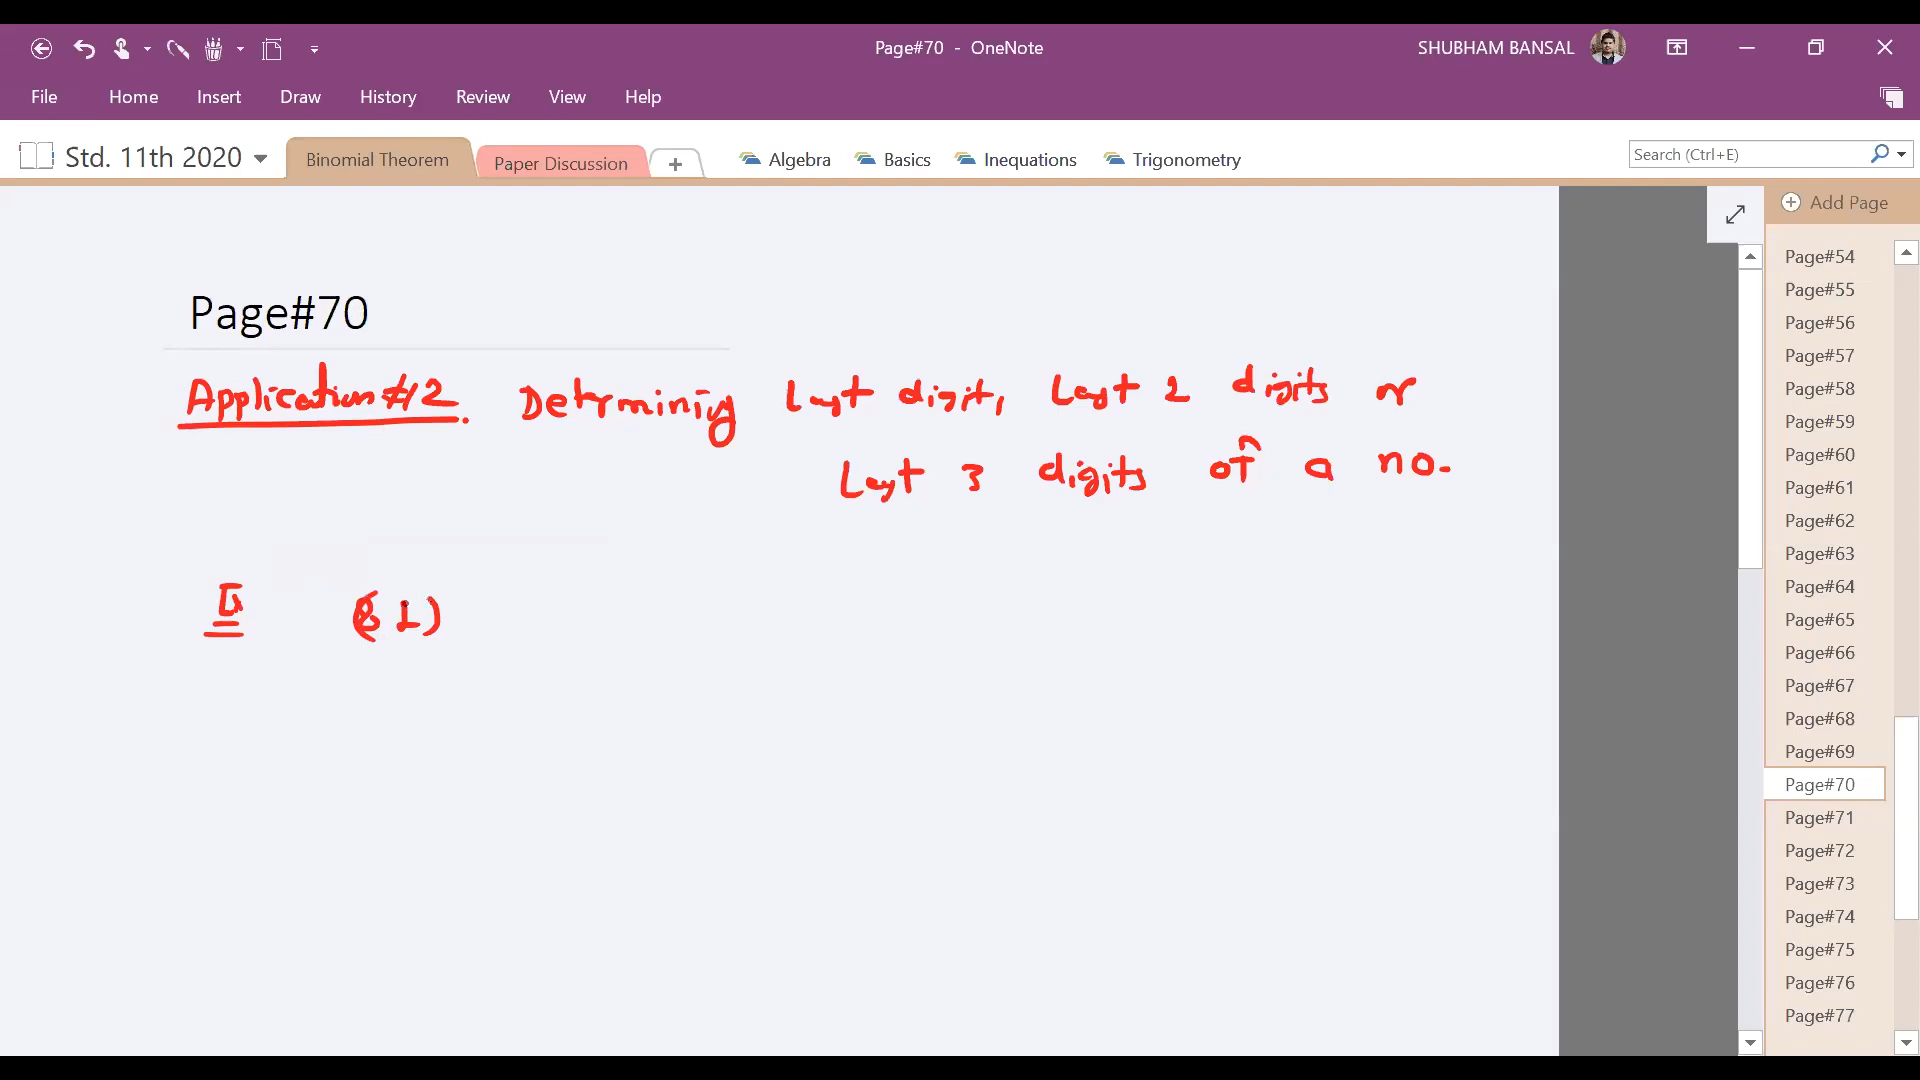 Page#70 - OneNote
SHUBHAM BANSAL
File Home Insert Draw History Review View Help
Std. 11th 2020
Binomial Theorem
Paper Discussion
Algebra
Basics
Inequations
Trigonometry
Search (Ctrl+E)
Add Page
Page#70
Application#12. Determining Last digit, Last 2 digits or
Last 3 digits of a no.
Page#54
Page#55
Page#56
Page#57
Page#58
Page#59
Page#60
Page#61
Page#62
Page#63
Page#64
Page#65
Page#66
Page#67
Page#68
Page#69
Page#70
Page#71
Page#72
Page#73
Page#74
Page#75
Page#76
Page#77